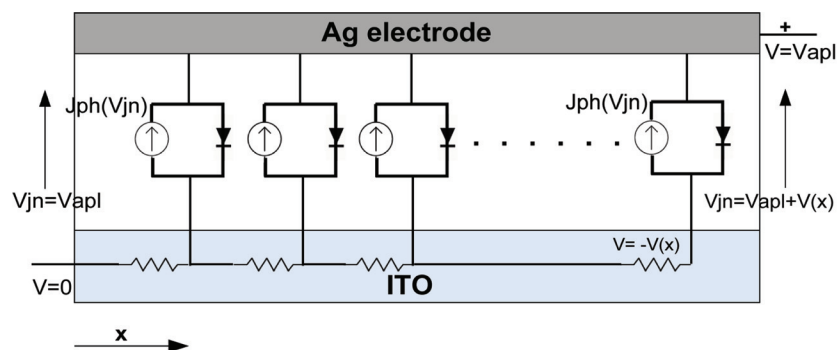 Ag electrode
+
V=Vapl
Jph(Vjn)
Jph(Vjn)
Vjn=Vapl
Vjn=Vapl+V(x)
V= -V(x)
V=0
ITO
x